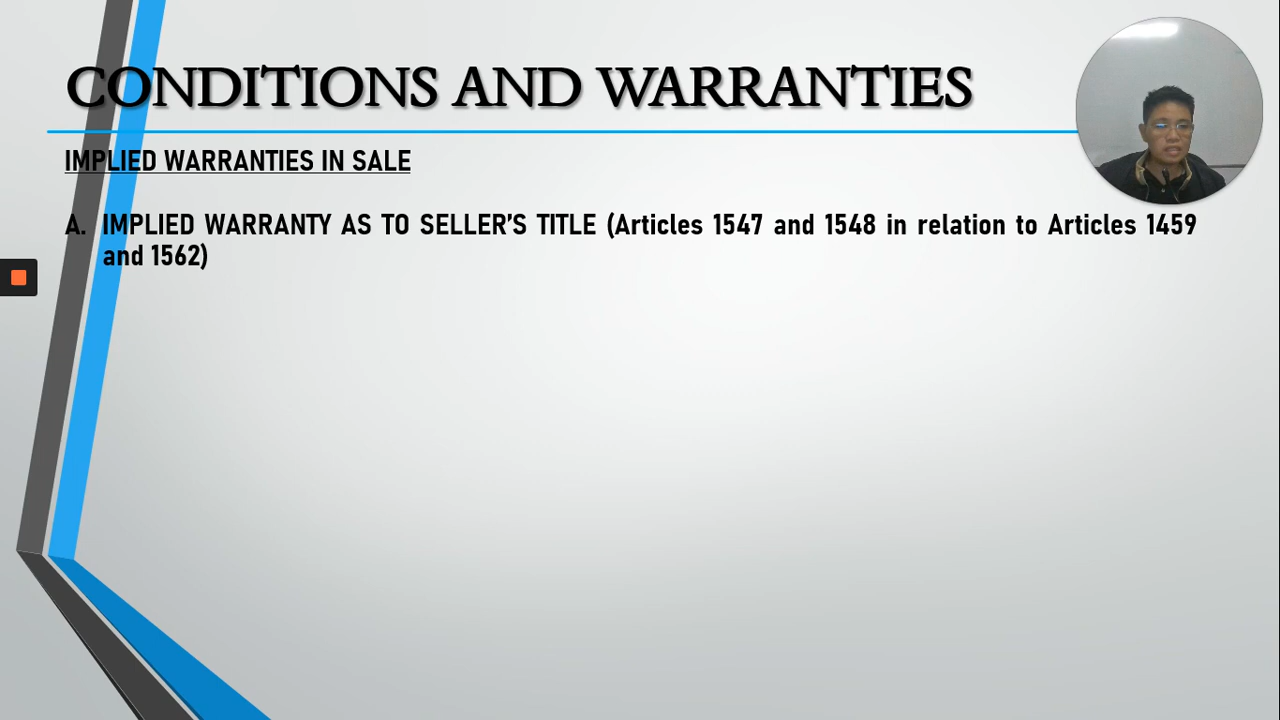 CONDITIONS AND WARRANTIES
IMPLIED WARRANTIES IN SALE
A. IMPLIED WARRANTY AS TO SELLER'S TITLE (Articles 1547 and 1548 in relation to Articles 1459
and 1562)